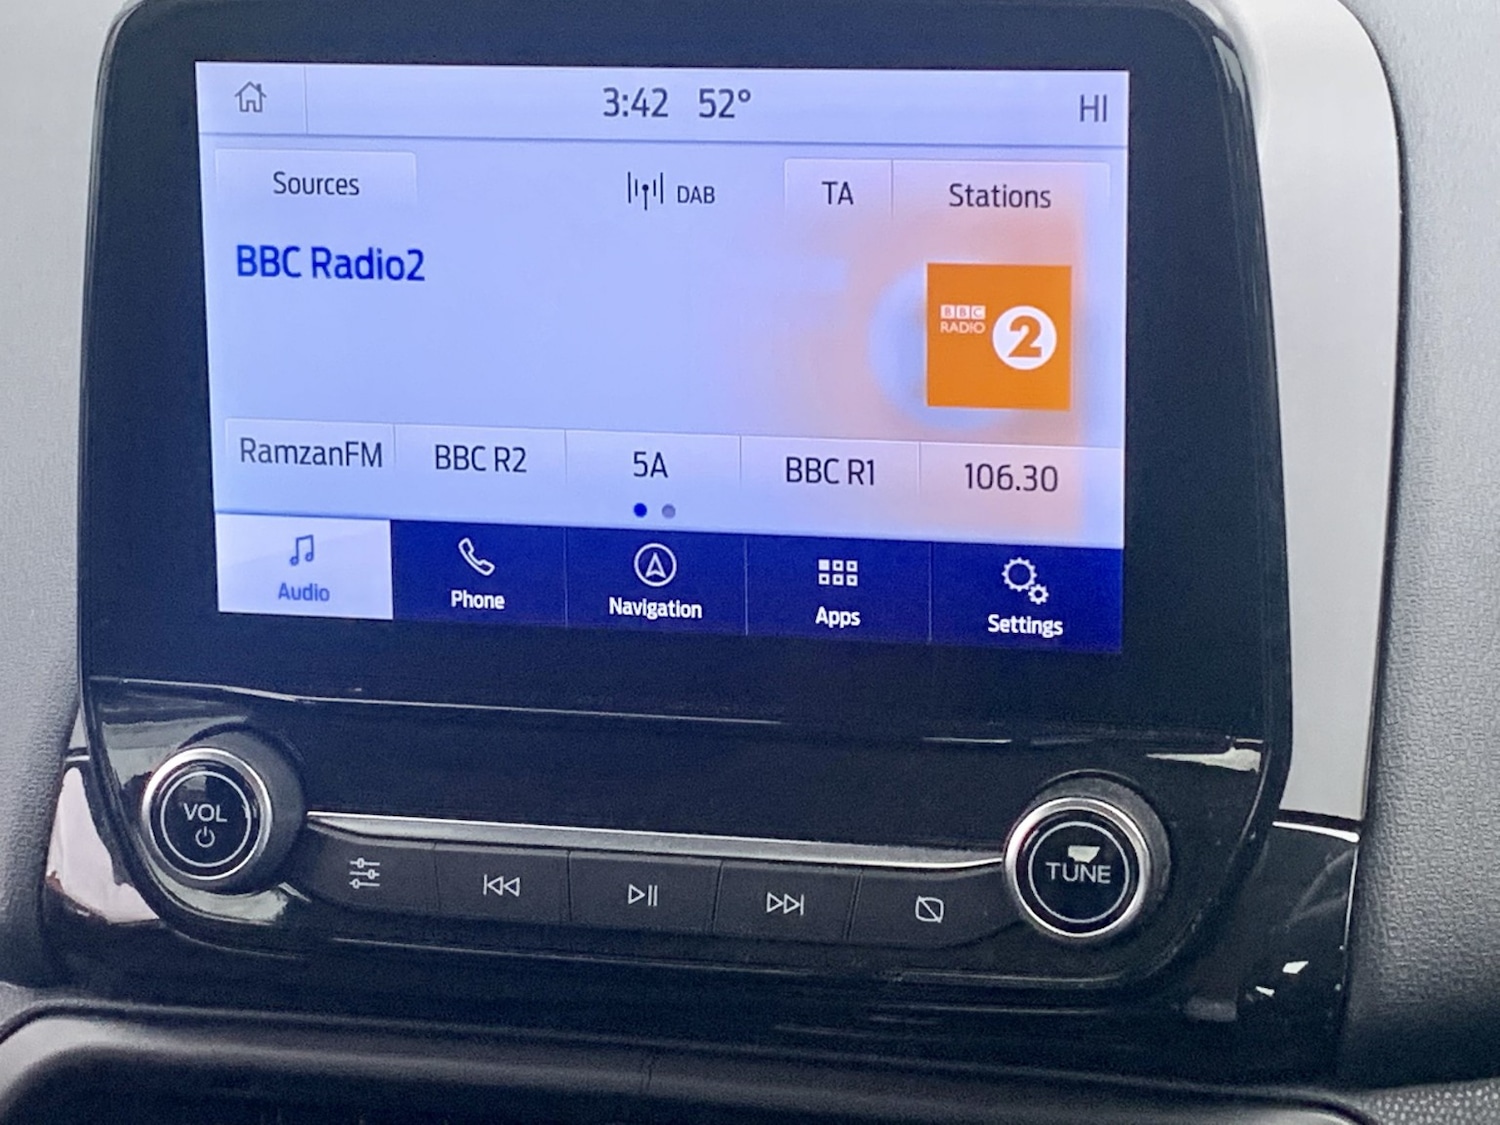 3:42 52° HI
Sources DAB TA Stations
BBC Radio2
BBC
RADIO 2
RamzanFM BBC R2 5A BBC R1 106.30
Audio Phone Navigation Apps Settings
VOL
TUNE